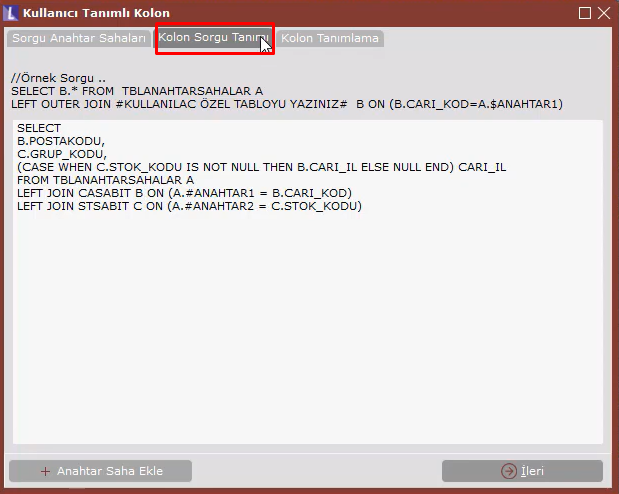 Kullanıcı Tanımlı Kolon
Sorgu Anahtar Sahaları
Kolon Sorgu Tanımı
Kolon Tanımlama
//Örnek Sorgu ..
SELECT B.* FROM  TBLANAHTARSAHALAR A
LEFT OUTER JOIN #KULLANILAC ÖZEL TABLOYU YAZINIZ#  B ON (B.CARI_KOD=A.$ANAHTAR1)
SELECT
B.POSTAKODU,
C.GRUP_KODU,
(CASE WHEN C.STOK_KODU IS NOT NULL THEN B.CARI_IL ELSE NULL END) CARI_IL
FROM TBLANAHTARSAHALAR A
LEFT JOIN CASABIT B ON (A.#ANAHTAR1 = B.CARI_KOD)
LEFT JOIN STSABIT C ON (A.#ANAHTAR2 = C.STOK_KODU)
+ Anahtar Saha Ekle
İleri